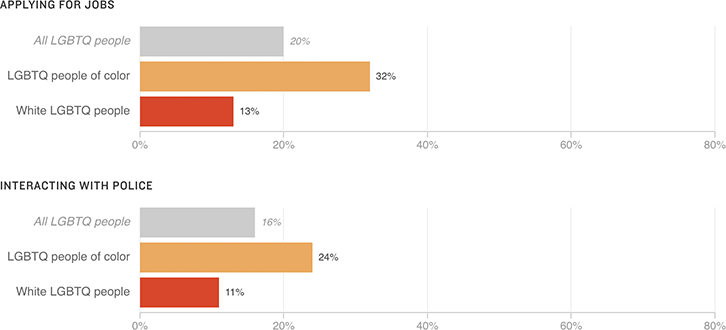 APPLYING FOR JOBS
All LGBTQ people 20%
LGBTQ people of color 32%
White LGBTQ people 13%
0% 20% 40% 60% 80%
INTERACTING WITH POLICE
All LGBTQ people 16%
LGBTQ people of color 24%
White LGBTQ people 11%
0% 20% 40% 60% 80%